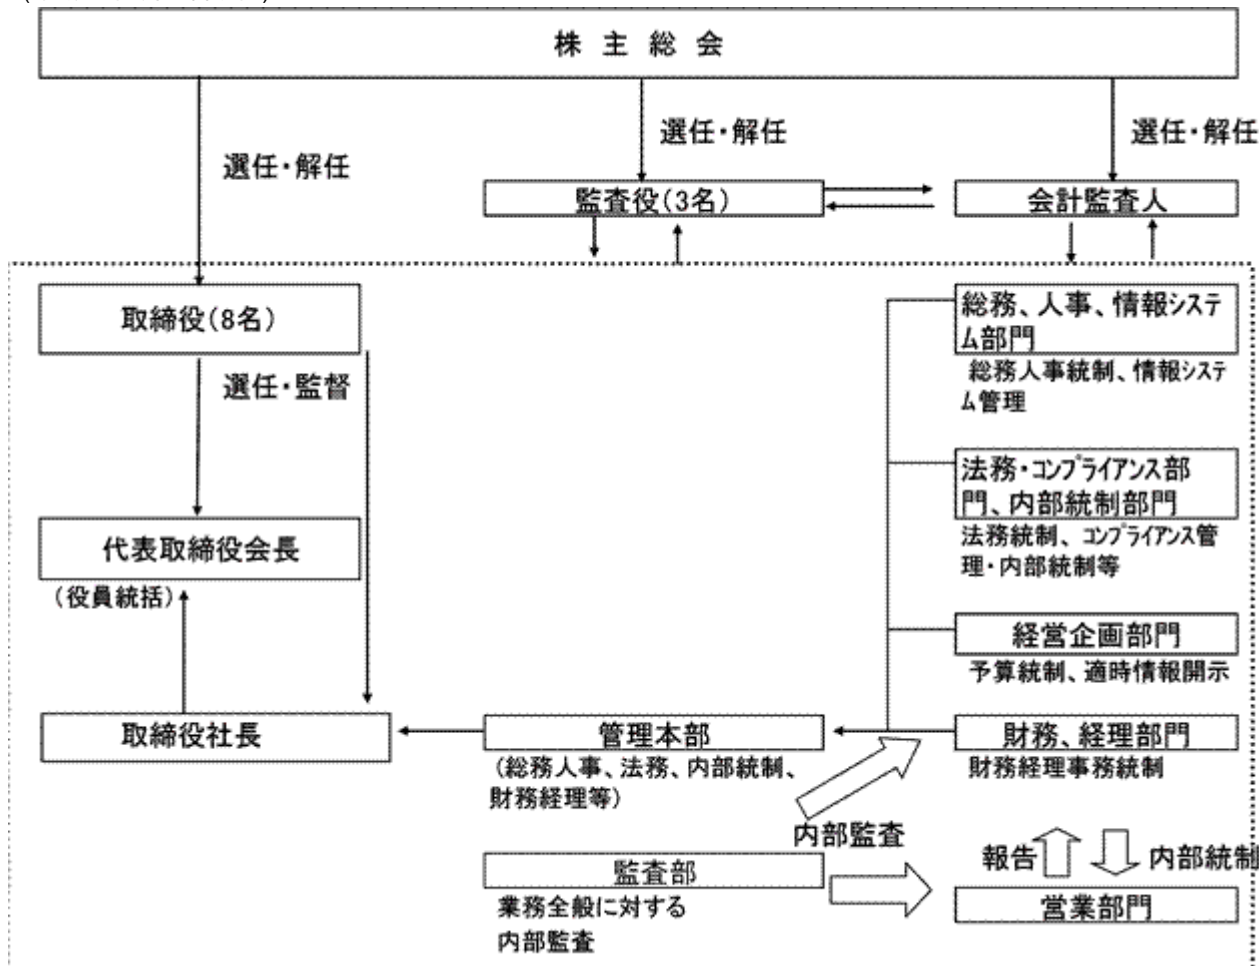 株 主 総 会
選任・解任
選任・解任
選任・解任
監査役(3名)
会計監査人
取締役(8名)
選任・監督
代表取締役会長
(役員統括)
取締役社長
総務、人事、情報システ
ム部門
総務人事統制、情報システ
ム管理
法務・コンプライアンス部
門、内部統制部門
法務統制、コンプライアンス管
理・内部統制等
経営企画部門
予算統制、適時情報開示
管理本部
(総務人事、法務、内部統制、
財務経理等)
財務、経理部門
財務経理事務統制
内部監査
監査部
業務全般に対する
内部監査
報告
内部統制
営業部門